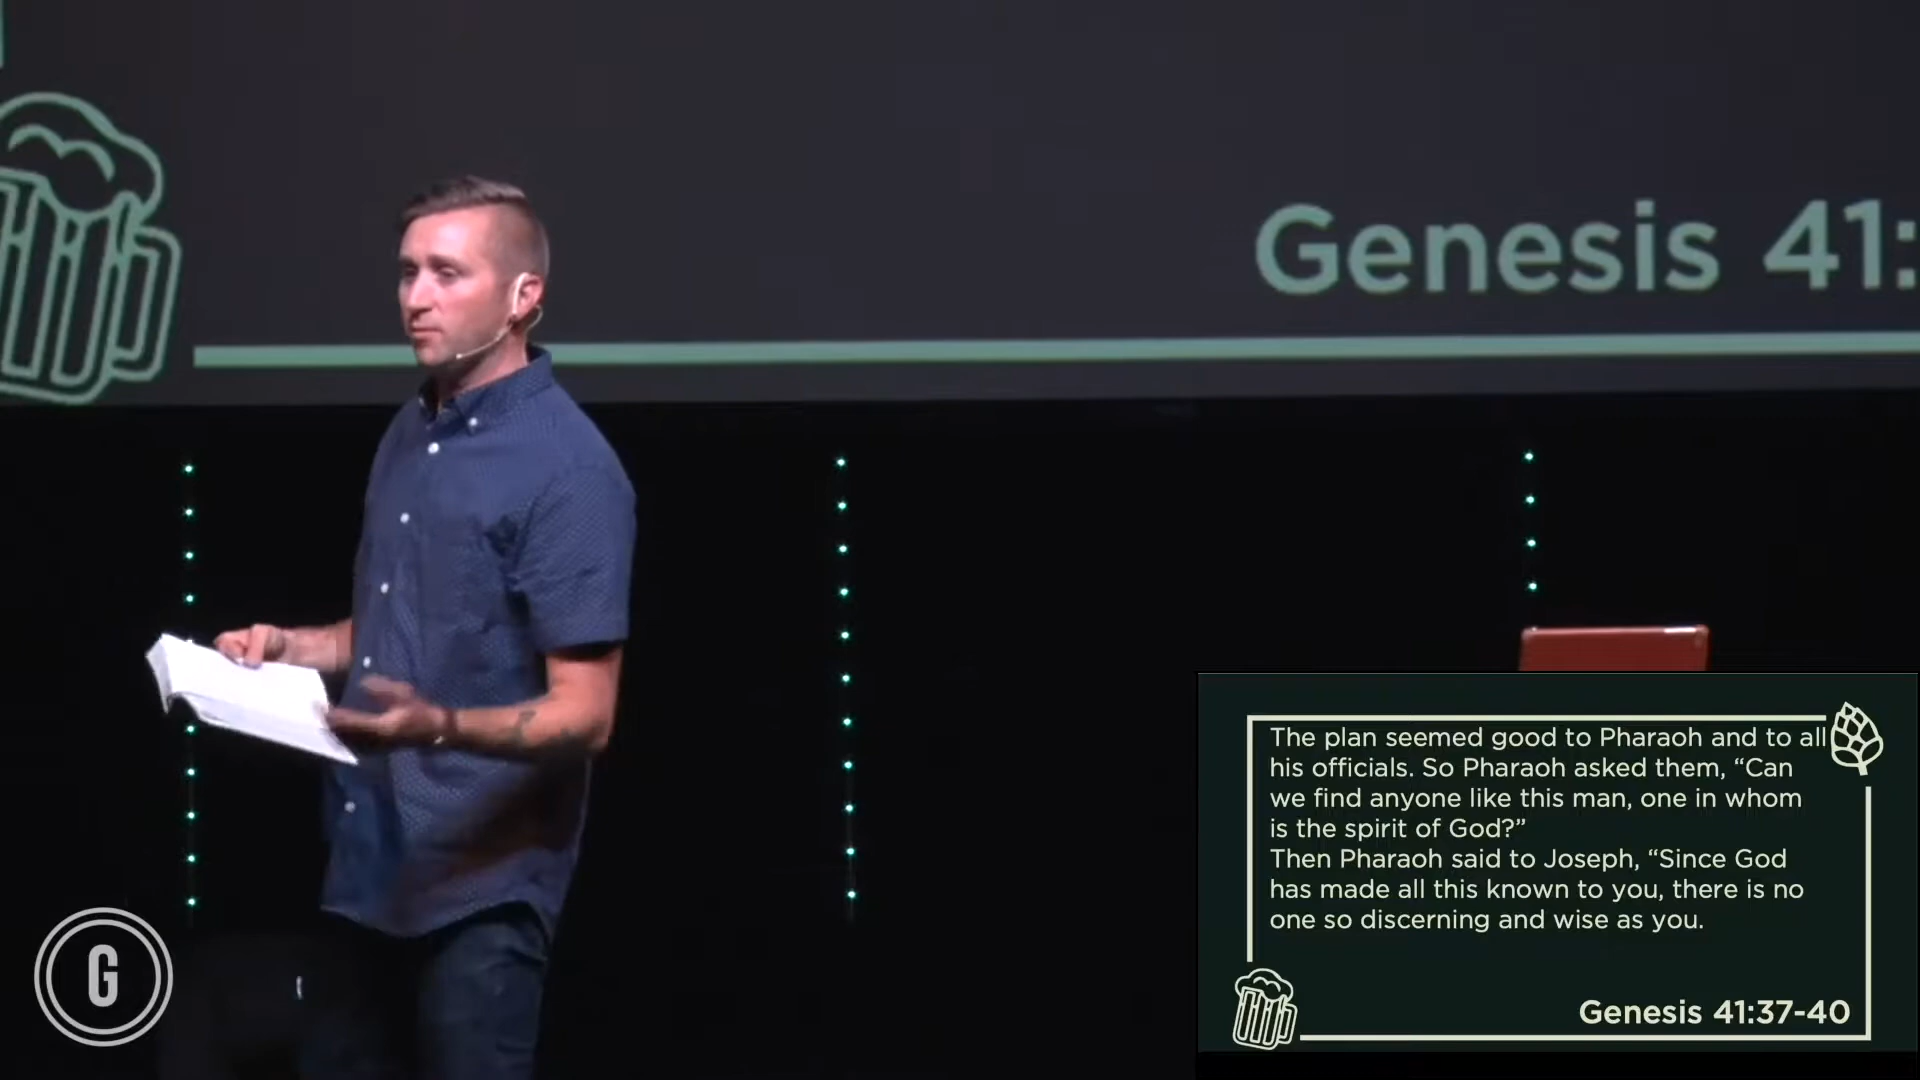 Genesis 41:
The plan seemed good to Pharaoh and to all
his officials. So Pharaoh asked them, “Can
we find anyone like this man, one in whom
is the spirit of God?”
Then Pharaoh said to Joseph, “Since God
has made all this known to you, there is no
one so discerning and wise as you.
Genesis 41:37-40
G